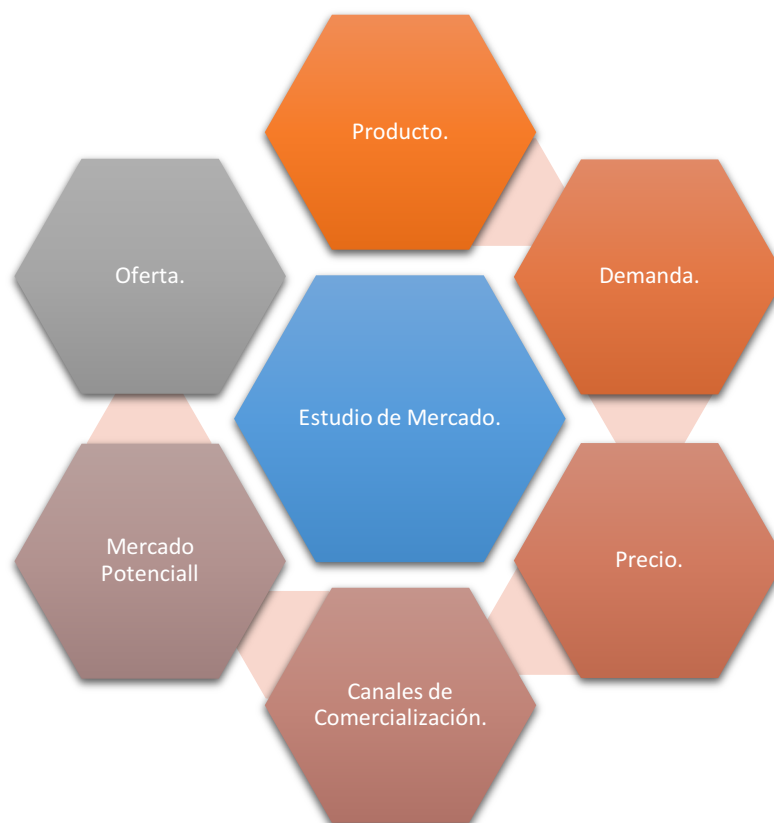 Producto.
Oferta.
Demanda.
Estudio de Mercado.
Mercado
Potenciall
Precio.
Canales de
Comercialización.